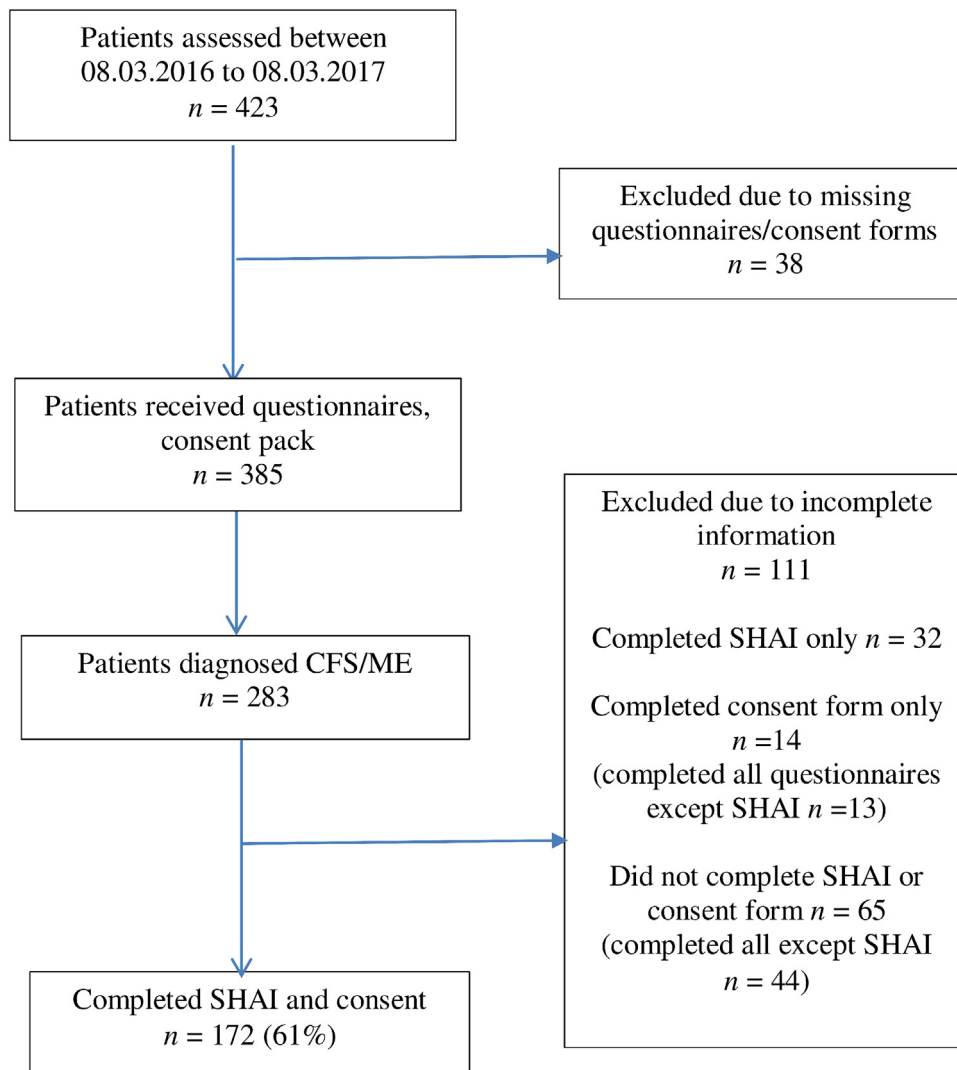 Patients assessed between
08.03.2016 to 08.03.2017
n = 423
Excluded due to missing
questionnaires/consent forms
n = 38
Patients received questionnaires,
consent pack
n = 385
Excluded due to incomplete
information
n = 111
Completed SHAI only n = 32
Completed consent form only
n =14
(completed all questionnaires
except SHAI n =13)
Did not complete SHAI or
consent form n = 65
(completed all except SHAI
n = 44)
Patients diagnosed CFS/ME
n = 283
Completed SHAI and consent
n = 172 (61%)